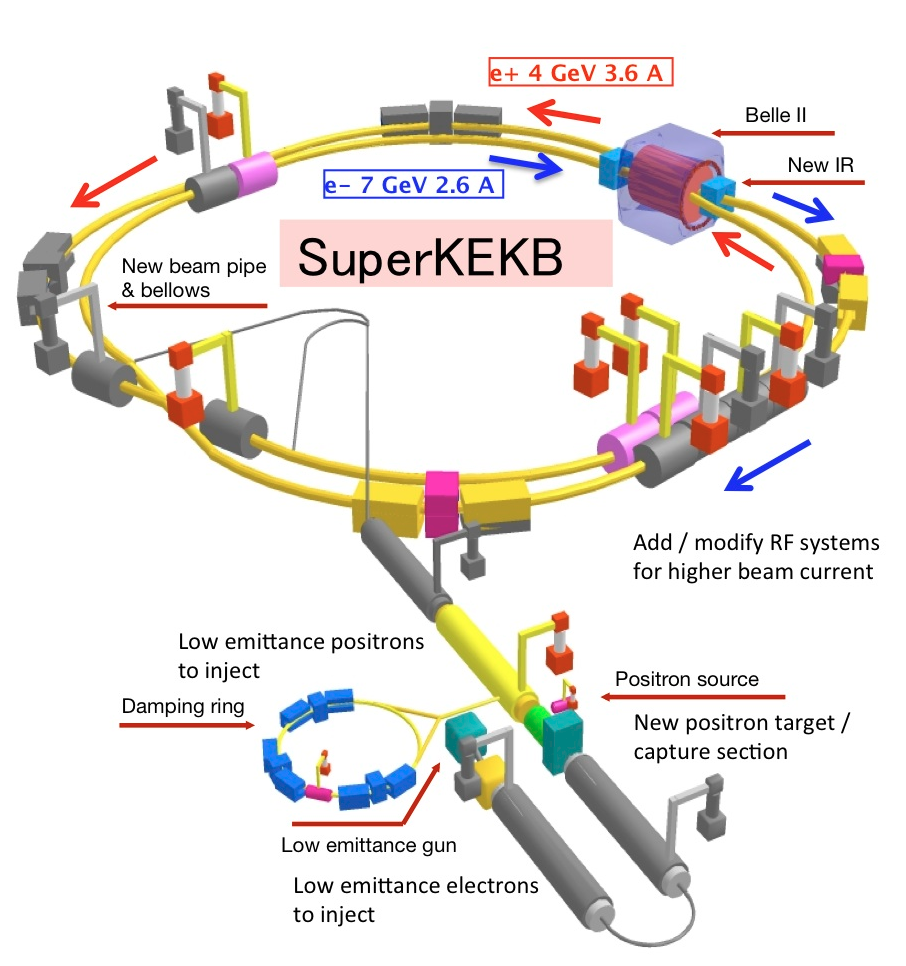 e+ 4 GeV 3.6 A
Belle II
New IR
e- 7 GeV 2.6 A
SuperKEKB
New beam pipe
& bellows
Add / modify RF systems
for higher beam current
Low emittance positrons
to inject
Damping ring
Positron source
New positron target /
capture section
Low emittance gun
Low emittance electrons
to inject